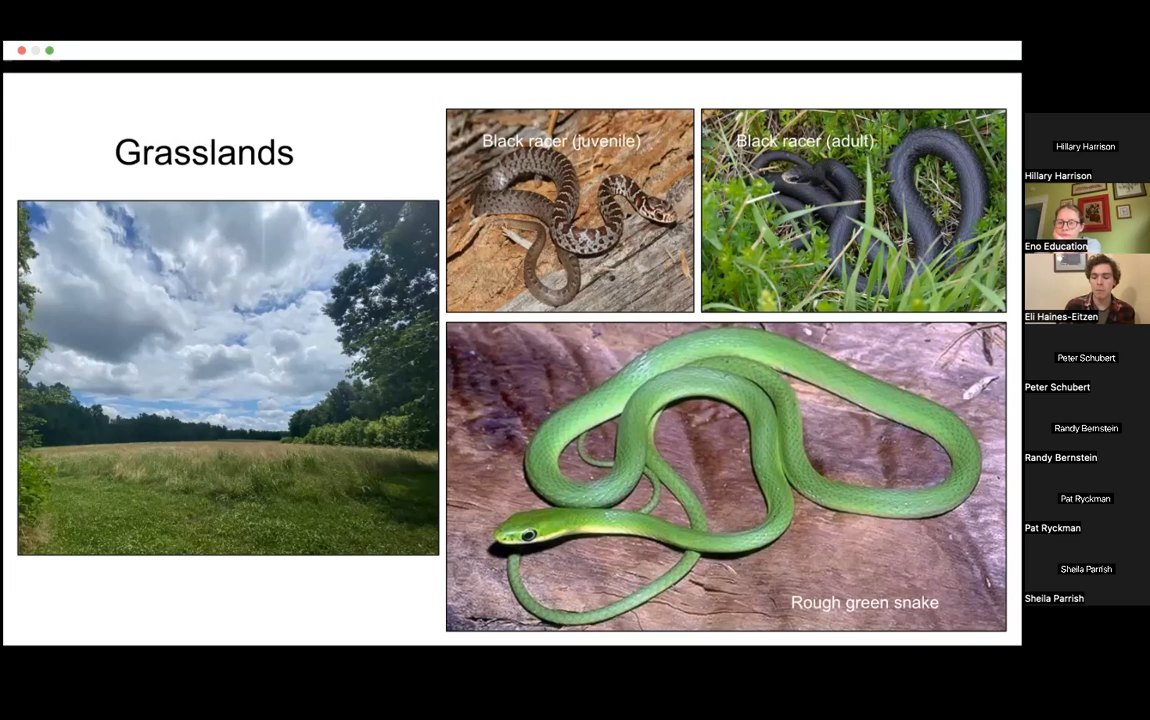 Grasslands
Black racer (juvenile)
Black racer (adult)
Rough green snake
Hillary Harrison
Hillary Harrison
Eno Education
Eli Haines-Eitzen
Peter Schubert
Peter Schubert
Randy Bernstein
Randy Bernstein
Pat Ryckman
Pat Ryckman
Sheila Parrish
Sheila Parrish